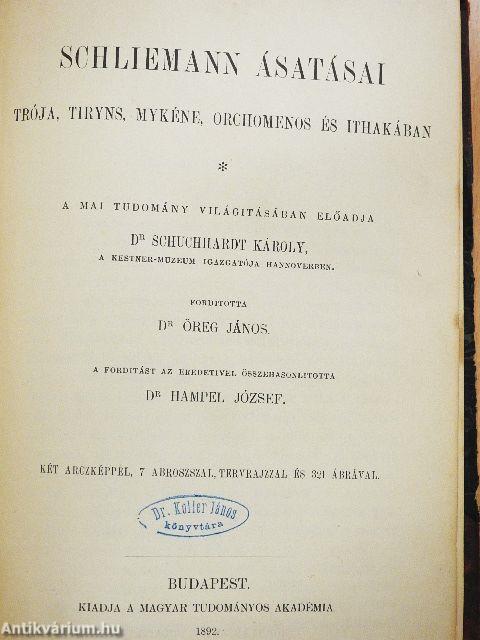 SCHLIEMANN ÁSATÁSAI
TRÓJA, TIRYNS, MYKÉNE, ORCHOMENOS ÉS ITHAKÁBAN
*
A MAI TUDOMÁNY VILÁGITÁSÁBAN ELŐADJA
DR SCHUCHHARDT KÁROLY,
A KESTNER-MUZEUM IGAZGATÓJA HANNOVERBEN.
FORDITOTTA
DR ÖREG JÁNOS.
A FORDITÁST AZ EREDETIVEL ÖSSZEHASONLITOTTA
DR HAMPEL JÓZSEF.
KÉT ARCZKÉPPEL, 7 ABROSZSZAL, TERVRAJZZAL ÉS 321 ÁBRÁVAL.
Dr. Koller János
könyvtára
BUDAPEST.
KIADJA A MAGYAR TUDOMÁNYOS AKADÉMIA
1892.
Antikvárium.hu